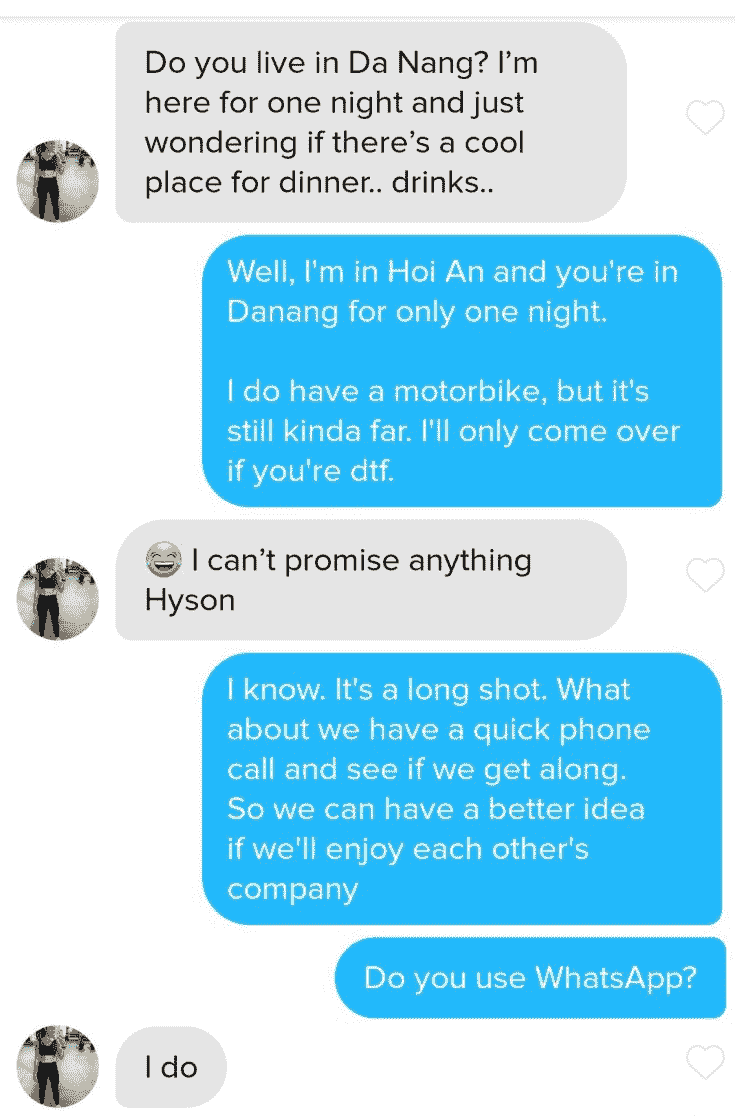 Do you live in Da Nang? I’m
here for one night and just
wondering if there’s a cool
place for dinner.. drinks..
Well, I'm in Hoi An and you're in
Danang for only one night.
I do have a motorbike, but it's
still kinda far. I'll only come over
if you're dtf.
😂 I can’t promise anything
Hyson
I know. It's a long shot. What
about we have a quick phone
call and see if we get along.
So we can have a better idea
if we'll enjoy each other's
company
Do you use WhatsApp?
I do